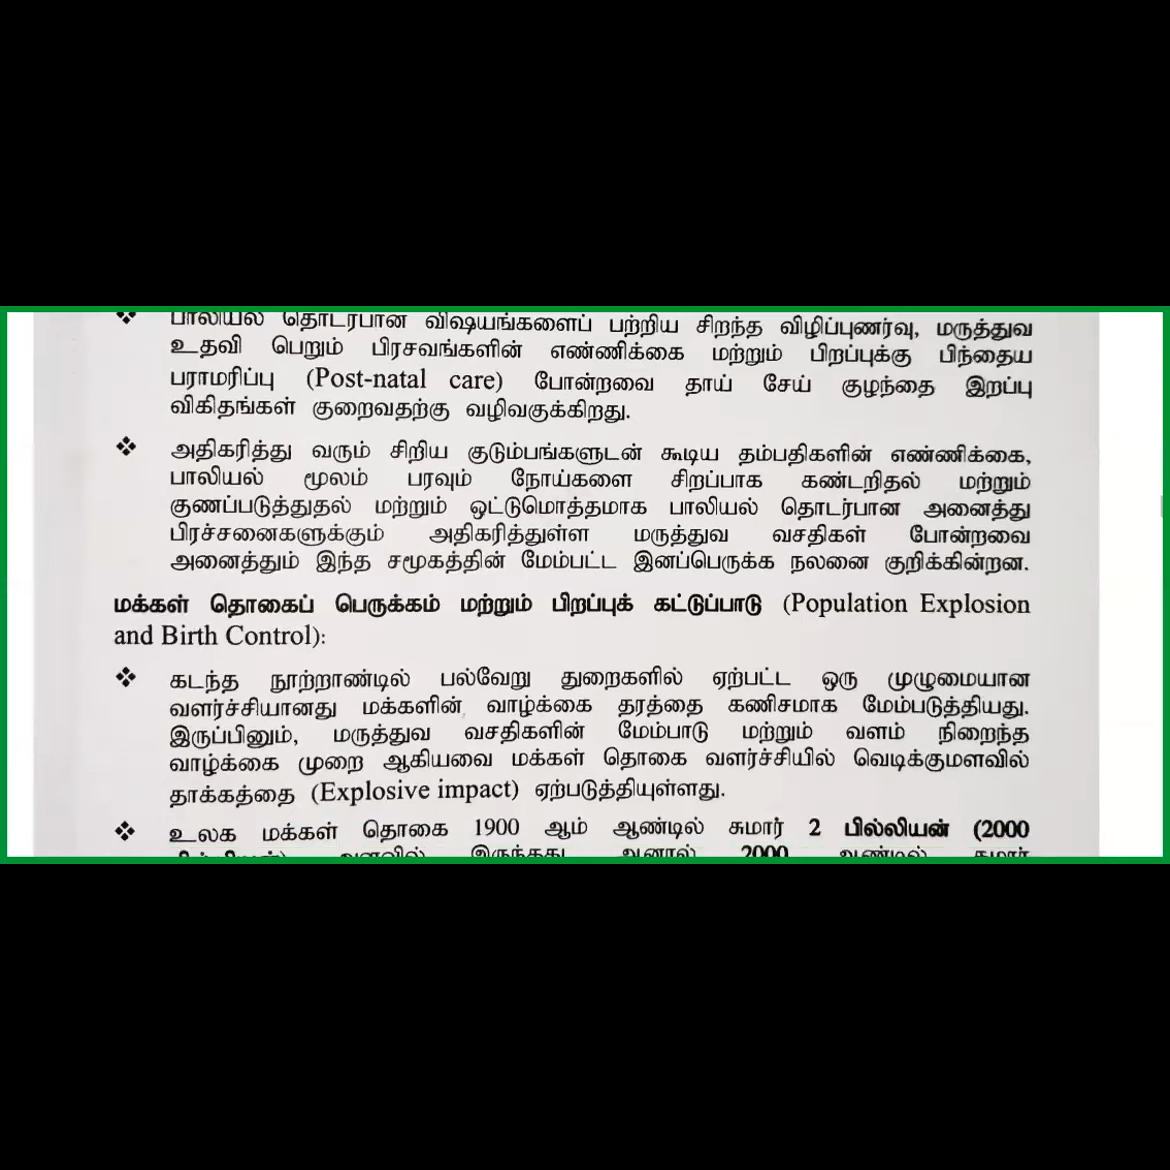 ❖ பாலியல் தொடர்பான விஷயங்களைப் பற்றிய சிறந்த விழிப்புணர்வு, மருத்துவ
உதவி பெறும் பிரசவங்களின் எண்ணிக்கை மற்றும் பிறப்புக்கு பிந்தைய
பராமரிப்பு (Post-natal care) போன்றவை தாய் சேய் குழந்தை இறப்பு
விகிதங்கள் குறைவதற்கு வழிவகுக்கிறது.
❖ அதிகரித்து வரும் சிறிய குடும்பங்களுடன் கூடிய தம்பதிகளின் எண்ணிக்கை,
பாலியல் மூலம் பரவும் நோய்களை சிறப்பாக கண்டறிதல் மற்றும்
குணப்படுத்துதல் மற்றும் ஒட்டுமொத்தமாக பாலியல் தொடர்பான அனைத்து
பிரச்சனைகளுக்கும் அதிகரித்துள்ள மருத்துவ வசதிகள் போன்றவை
அனைத்தும் இந்த சமூகத்தின் மேம்பட்ட இனப்பெருக்க நலனை குறிக்கின்றன.
மக்கள் தொகைப் பெருக்கம் மற்றும் பிறப்புக் கட்டுப்பாடு (Population Explosion
and Birth Control):
❖ கடந்த நூற்றாண்டில் பல்வேறு துறைகளில் ஏற்பட்ட ஒரு முழுமையான
வளர்ச்சியானது மக்களின் வாழ்க்கை தரத்தை கணிசமாக மேம்படுத்தியது.
இருப்பினும், மருத்துவ வசதிகளின் மேம்பாடு மற்றும் வளம் நிறைந்த
வாழ்க்கை முறை ஆகியவை மக்கள் தொகை வளர்ச்சியில் வெடிக்குமளவில்
தாக்கத்தை (Explosive impact) ஏற்படுத்தியுள்ளது.
❖ உலக மக்கள் தொகை 1900 ஆம் ஆண்டில் சுமார் 2 பில்லியன் (2000
அளவில் இருந்தது. ஆனால் 2000 ஆண்டில் சுமார்